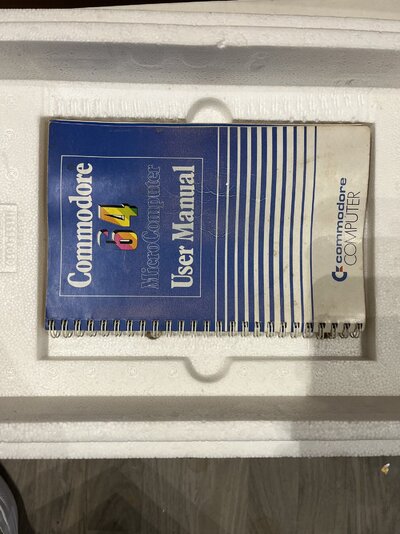 Commodore
64
MicroComputer
User Manual
commodore
COMPUTER